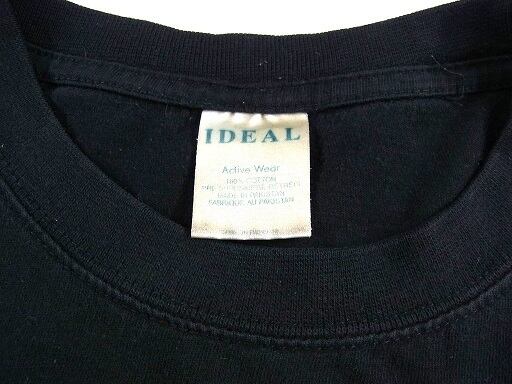 IDEAL
Active Wear
100% COTTON
MADE IN PAKISTAN
FABRIQUE AU PAKISTAN